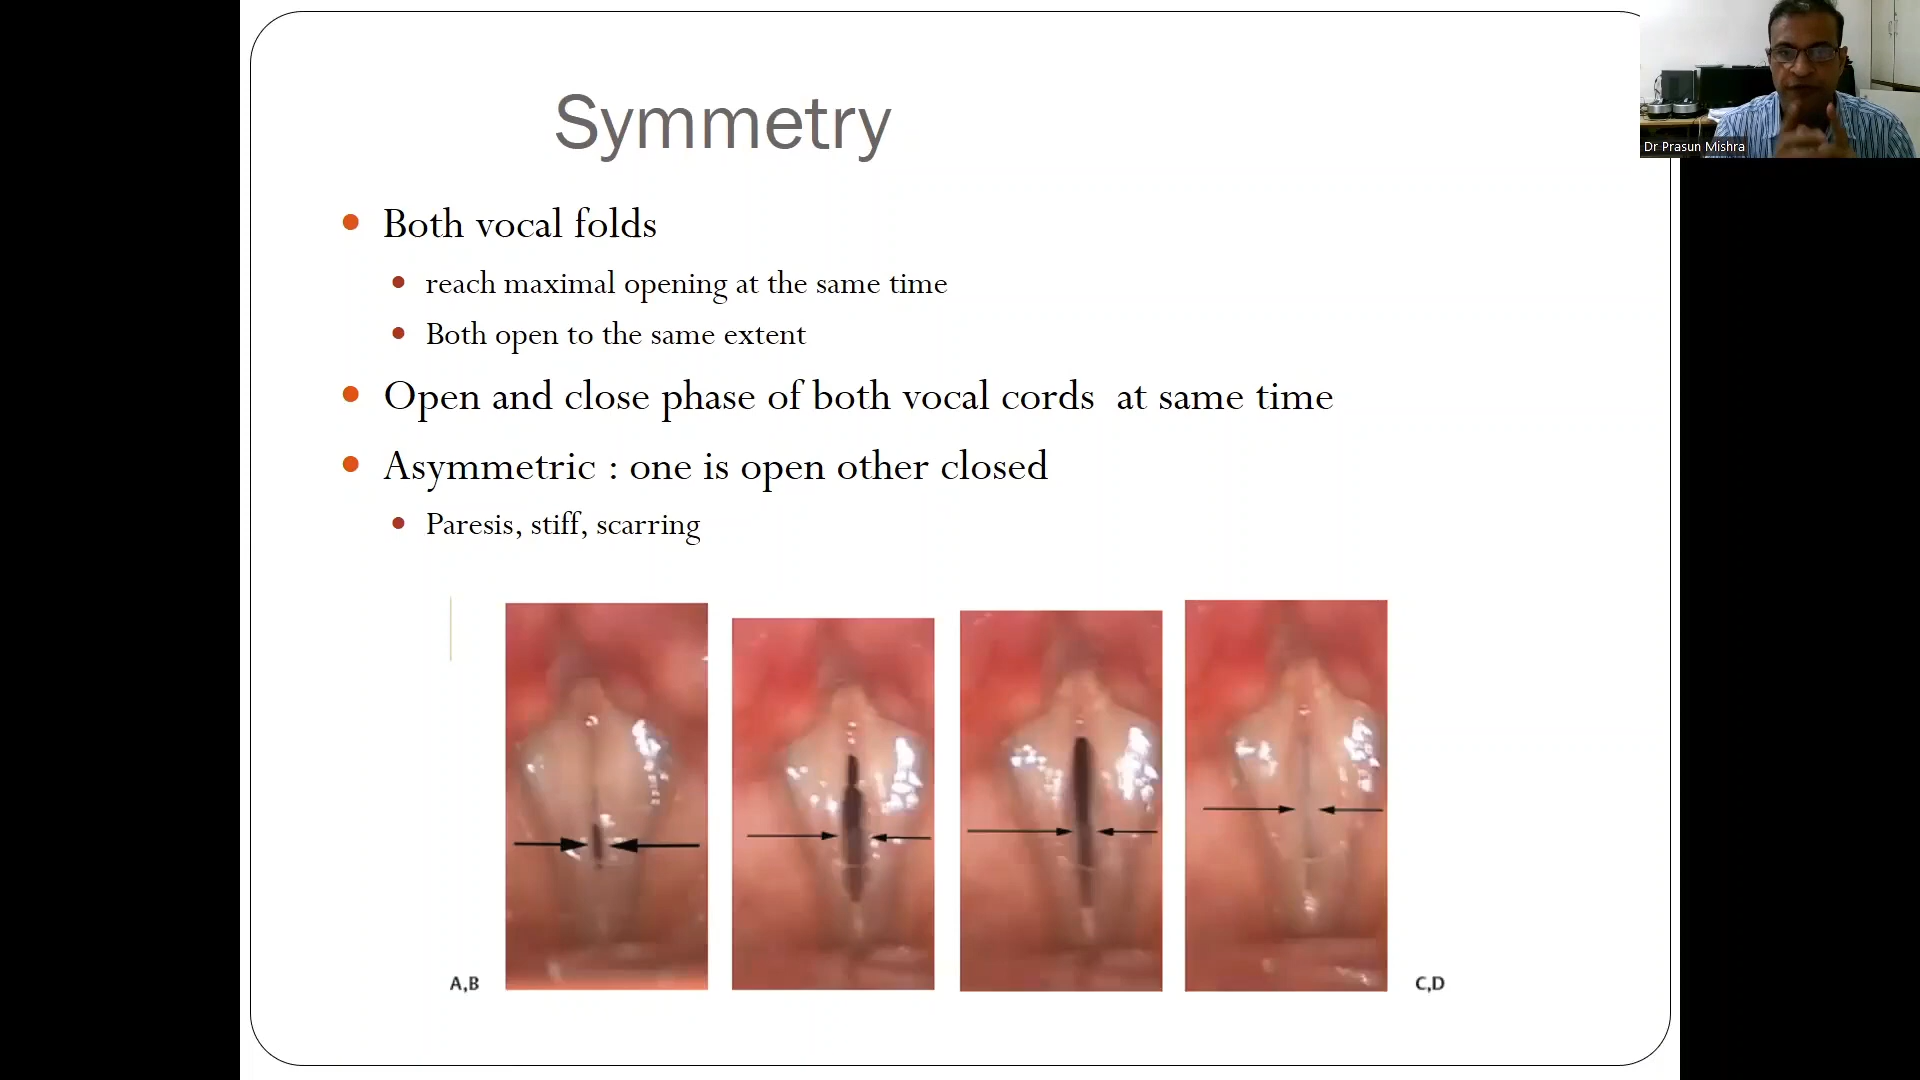 Symmetry
Dr Prasun Mishra
Both vocal folds
reach maximal opening at the same time
Both open to the same extent
Open and close phase of both vocal cords at same time
Asymmetric : one is open other closed
Paresis, stiff, scarring
A,B
C,D